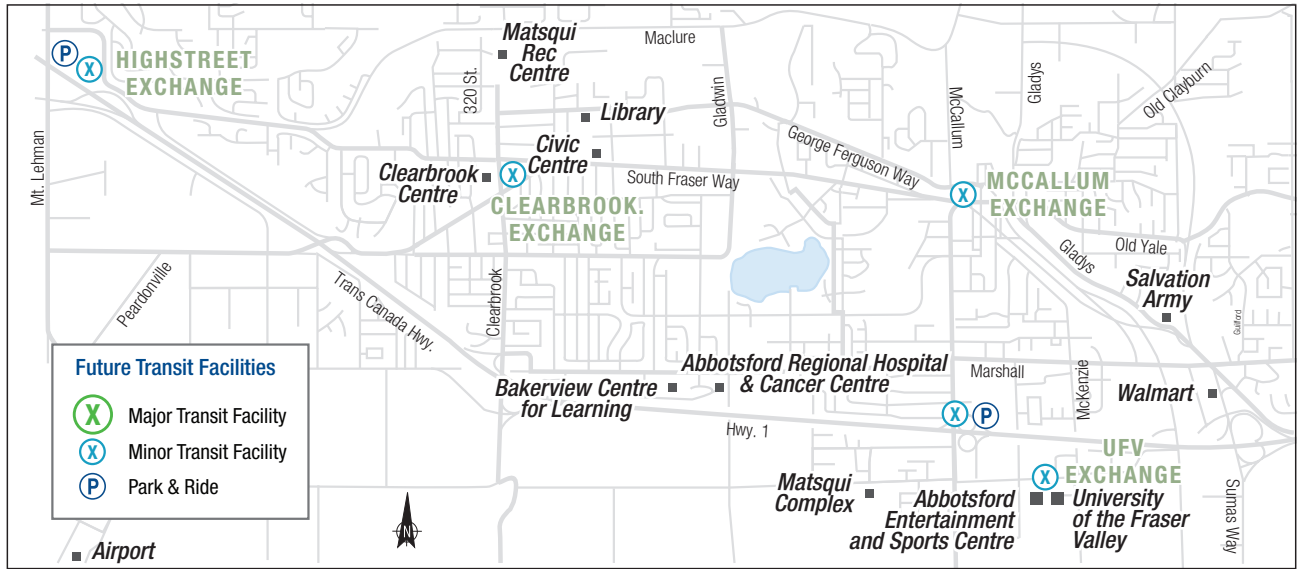 Matsqui
Rec
Centre
Maclure
P
X
HIGHSTREET
EXCHANGE
320 St.
Gladwin
McCallum
Gladys
Old Clayburn
Library
Civic
Centre
George Ferguson Way
Mt. Lehman
Clearbrook
Centre
X
South Fraser Way
X
MCCALLUM
EXCHANGE
CLEARBROOK.
EXCHANGE
Gladys
Old Yale
Peardonville
Trans Canada Hwy.
Clearbrook
Salvation
Army
Guilford
Future Transit Facilities
X Major Transit Facility
X Minor Transit Facility
P Park & Ride
Abbotsford Regional Hospital
& Cancer Centre
Bakerview Centre
for Learning
Marshall
McKenzie
Walmart
X
P
Hwy. 1
UFV
EXCHANGE
X
Matsqui
Complex
Abbotsford
Entertainment
and Sports Centre
University
of the Fraser
Valley
Sumas Way
N
Airport